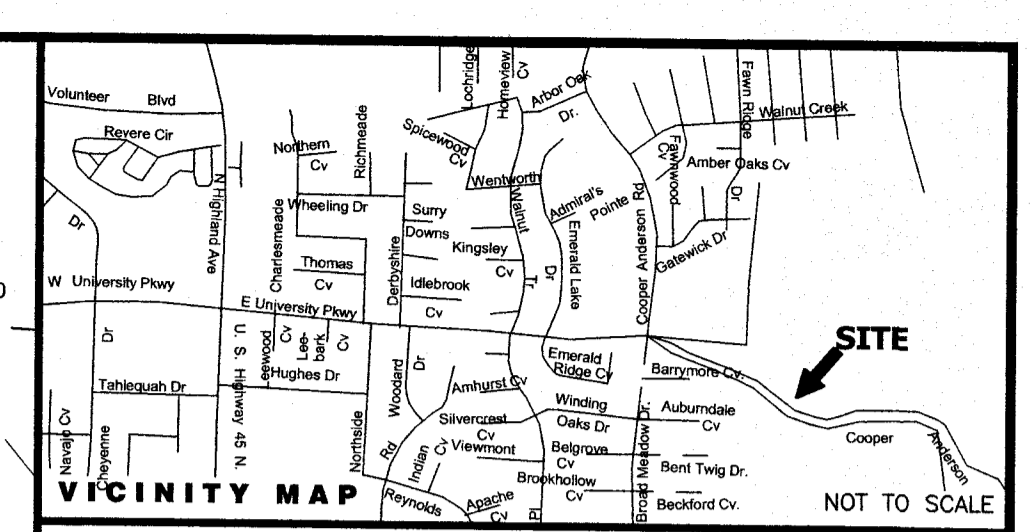 Volunteer Blvd
Revere Cir
N Highland Ave
Dr
W University Pkwy
E University Pkwy
Northern
Cv
Richmeade
Wheeling Dr
Charlesmeade
Thomas
Cv
Derbyshire
Surry
Downs
Idlebrook
Cv
Kingsley
Cv
Lochridge
Homeview
Cv
Spicewood
Cv
Arbor Oak
Dr.
Wentworth
Walnut
Tr
Admiral's
Pointe
Emerald Lake
Dr
Cooper Anderson Rd
Fawn Ridge
Dr
Walnut Creek
Fawnwood
Cv
Amber Oaks Cv
Gatewick Dr
SITE
Dr
Tahlequah Dr
Navajo Cv
Cheyenne
U. S. Highway 45 N.
Cv
Lee-
bark
Cv
Hughes Dr
Northside
Woodard
Dr
Rd
Indian
Cv
Reynolds
Amhurst Cv
Silvercrest
Cv
Viewmont
Apache
Cv
Pl
Emerald
Ridge Cv
Winding
Oaks Dr
Belgrove
Cv
Brookhollow
Cv
Broad Meadow Dr.
Barrymore Cv.
Auburndale
Cv
Bent Twig Dr.
Beckford Cv.
Cooper
Anderson
VICINITY MAP
NOT TO SCALE